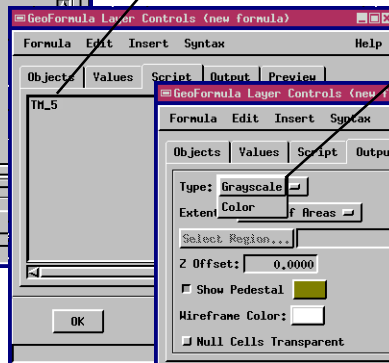 GeoFormula Layer Controls (new formula)
Formula Edit Insert Syntax Help
Objects Values Script Output Preview
TM_5
OK
GeoFormula Layer Controls (new
Formula Edit Insert Syntax
Objects Values Script
Type: Grayscale
Color
of Areas
Select Region...
Z Offset: 0.0000
Show Pedestal
Wireframe Color:
Null Cells Transparent